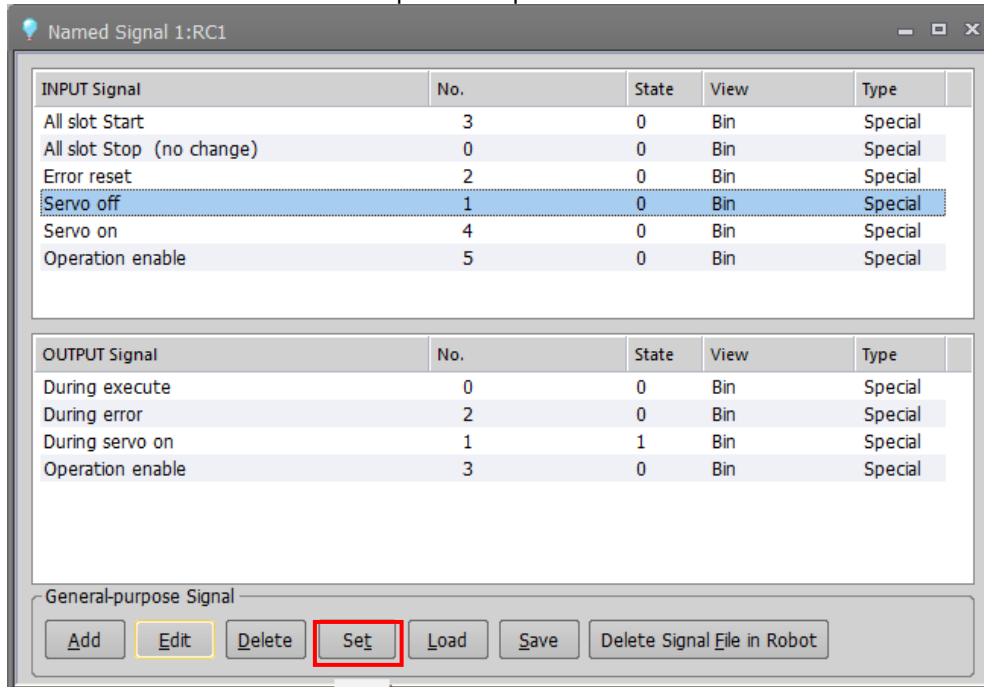 Named Signal 1:RC1
INPUT Signal No. State View Type
All slot Start 3 0 Bin Special
All slot Stop (no change) 0 0 Bin Special
Error reset 2 0 Bin Special
Servo off 1 0 Bin Special
Servo on 4 0 Bin Special
Operation enable 5 0 Bin Special
OUTPUT Signal No. State View Type
During execute 0 0 Bin Special
During error 2 0 Bin Special
During servo on 1 1 Bin Special
Operation enable 3 0 Bin Special
General-purpose Signal
Add Edit Delete Set Load Save Delete Signal File in Robot